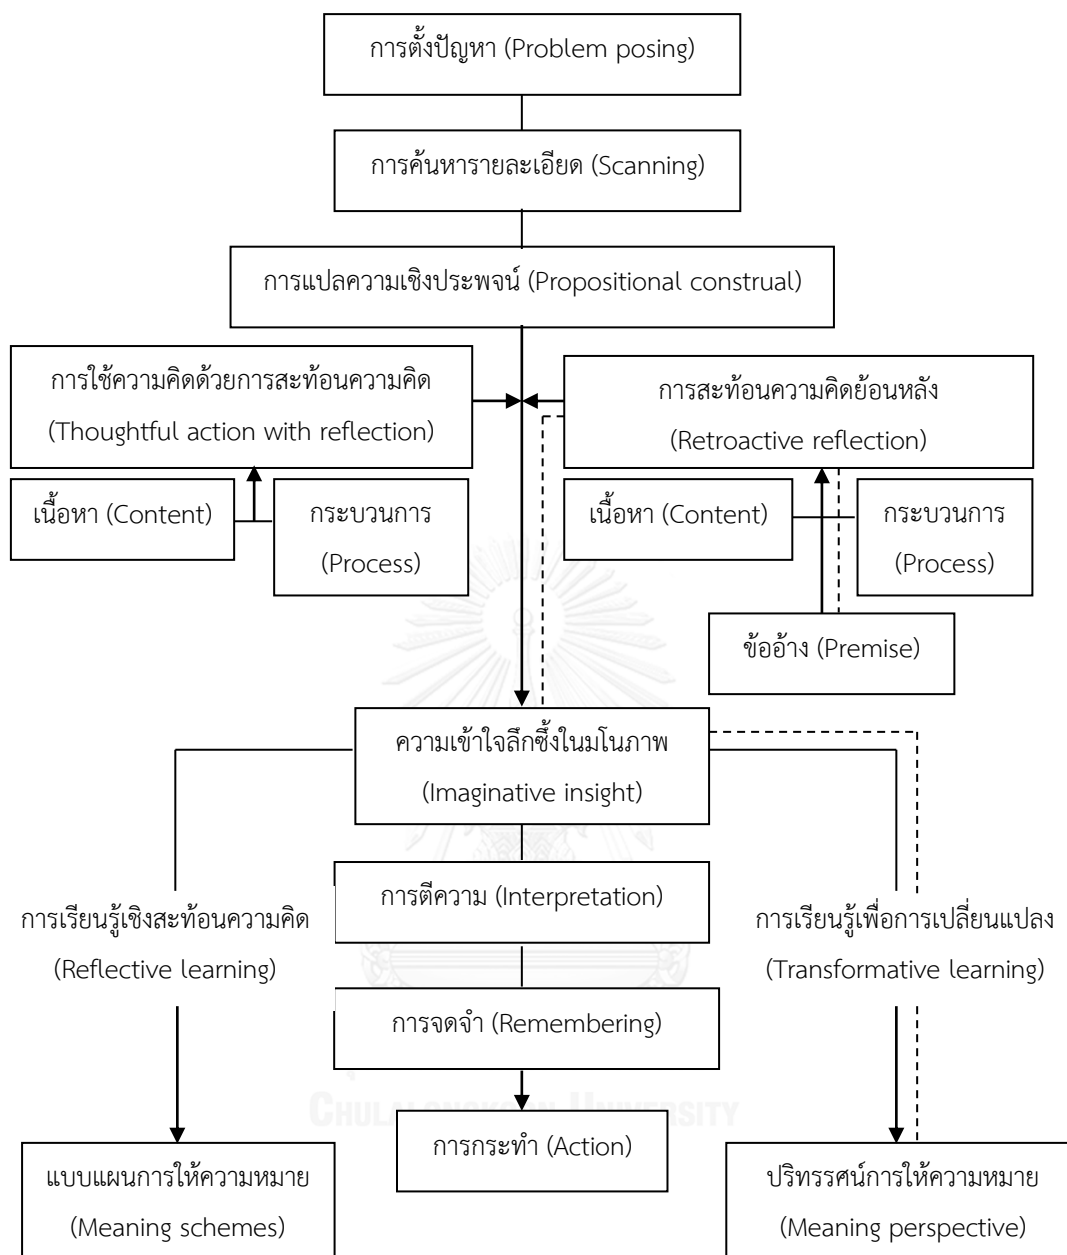 การตั้งปัญหา (Problem posing)
การค้นหารายละเอียด (Scanning)
การแปลความเชิงประพจน์ (Propositional construal)
การใช้ความคิดด้วยการสะท้อนความคิด
(Thoughtful action with reflection)
การสะท้อนความคิดย้อนหลัง
(Retroactive reflection)
เนื้อหา (Content)
กระบวนการ
(Process)
เนื้อหา (Content)
กระบวนการ
(Process)
ข้ออ้าง (Premise)
ความเข้าใจลึกซึ้งในมโนภาพ
(Imaginative insight)
การตีความ (Interpretation)
การเรียนรู้เชิงสะท้อนความคิด
(Reflective learning)
การเรียนรู้เพื่อการเปลี่ยนแปลง
(Transformative learning)
การจดจำ (Remembering)
CHULALONGKORN UNIVERSITY
การกระทำ (Action)
แบบแผนการให้ความหมาย
(Meaning schemes)
ปริทรรศน์การให้ความหมาย
(Meaning perspective)